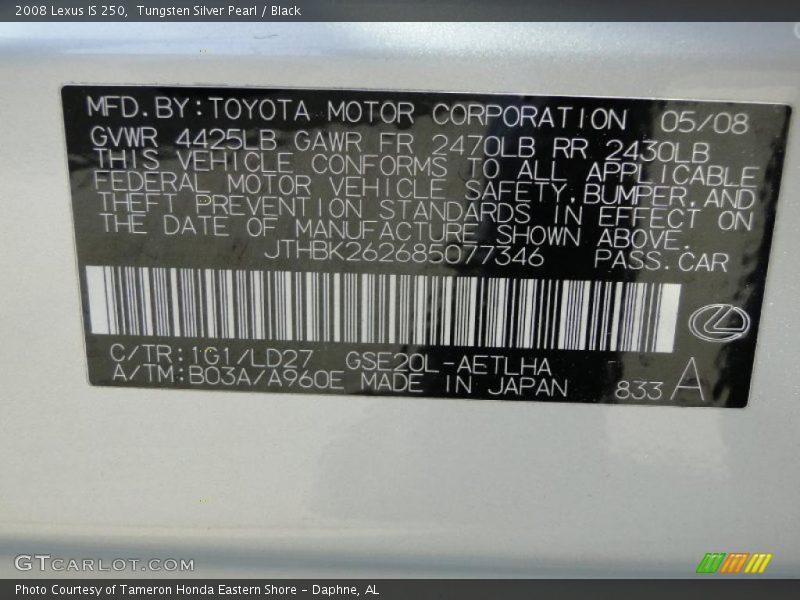 2008 Lexus IS 250,  Tungsten Silver Pearl / Black
MFD.BY:TOYOTA MOTOR CORPORATION 05/08
GVWR 4425LB GAWR FR 2470LB RR 2430LB
THIS VEHICLE CONFORMS TO ALL APPLICABLE
FEDERAL MOTOR VEHICLE SAFETY,BUMPER,AND
THEFT PREVENTION STANDARDS IN EFFECT ON
THE DATE OF MANUFACTURE SHOWN ABOVE.
JTHBK262685077346 PASS.CAR
C/TR:1G1/LD27 GSE20L-AETLHA
A/TM:B03A/A960E MADE IN JAPAN 833 A
GTCARLOT.COM
Photo Courtesy of Tameron Honda Eastern Shore – Daphne, AL